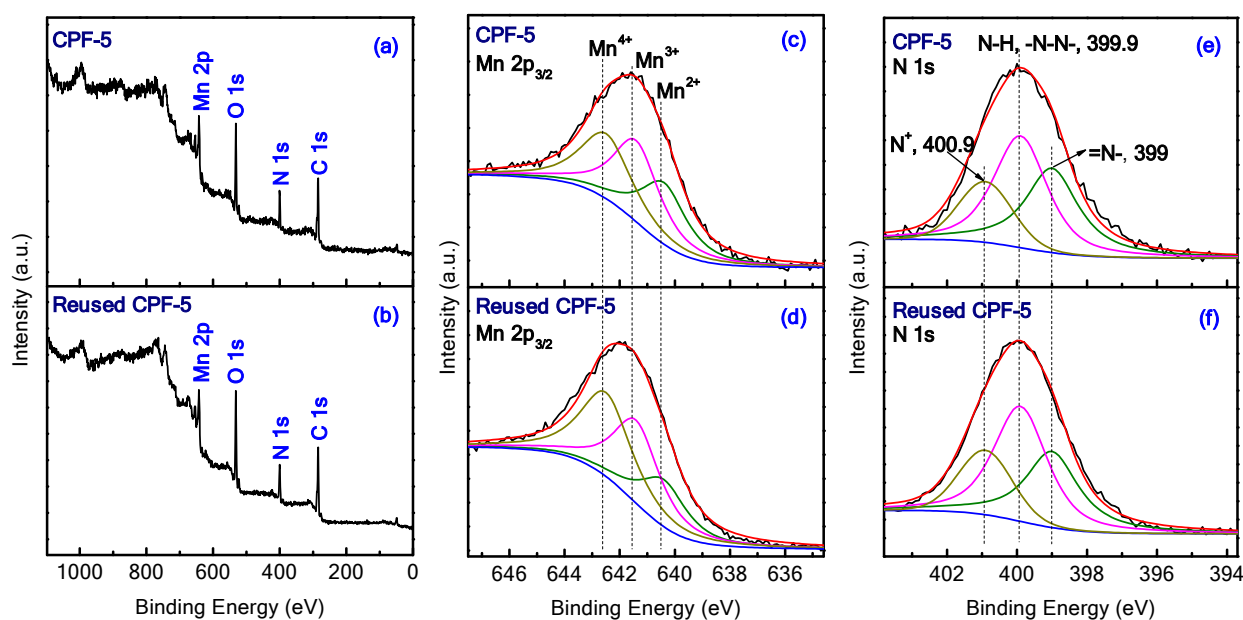 CPF-5
(a)
Mn 2p
O 1s
N 1s
C 1s
Reused CPF-5
(b)
Mn 2p
O 1s
N 1s
C 1s
1000 800 600 400 200 0
Binding Energy (eV)
Intensity (a.u.)
CPF-5
(c)
Mn 2p3/2
Mn4+
Mn3+
Mn2+
Reused CPF-5
(d)
Mn 2p3/2
646 644 642 640 638 636
Binding Energy (eV)
Intensity (a.u.)
CPF-5
N-H, -N-N-, 399.9
(e)
N 1s
N+, 400.9
=N-, 399
Reused CPF-5
(f)
N 1s
402 400 398 396 394
Binding Energy (eV)
Intensity (a.u.)